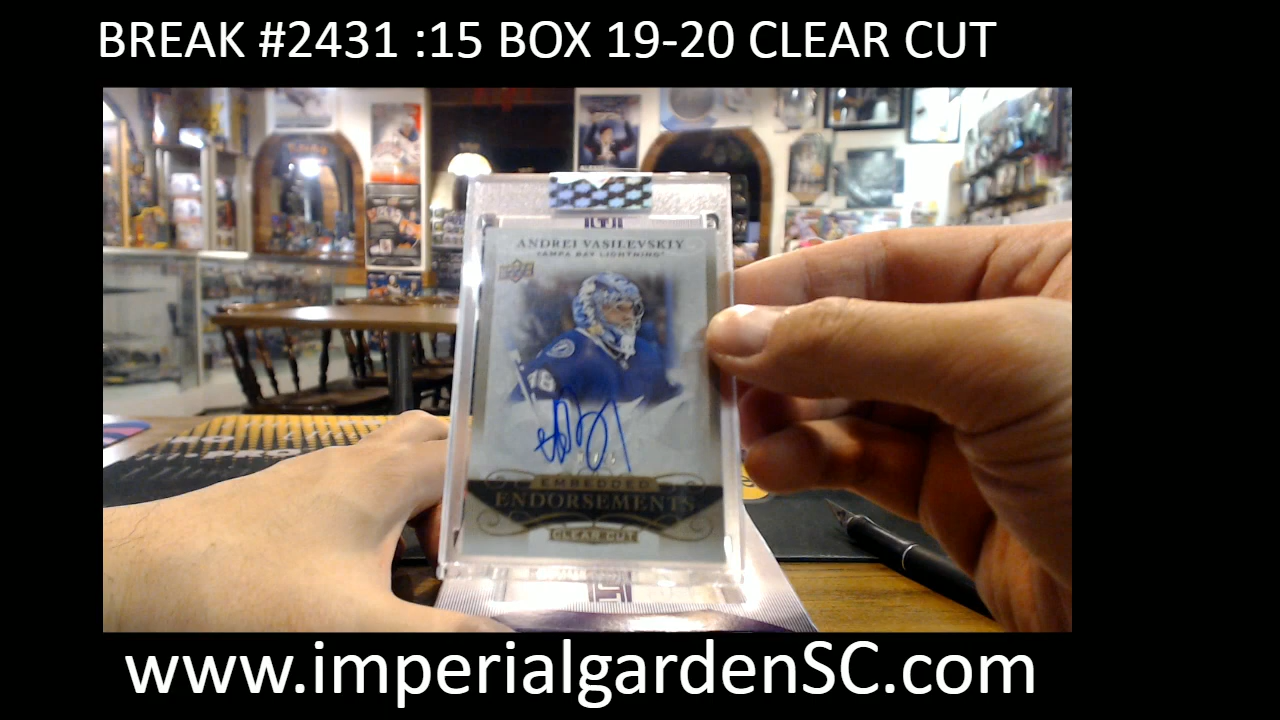 BREAK #2431 :15 BOX 19-20 CLEAR CUT
ANDREI VASILEVSKIY
TAMPA BAY LIGHTNING
EMBEDDED
ENDORSEMENTS
CLEAR CUT
www.imperialgardenSC.com